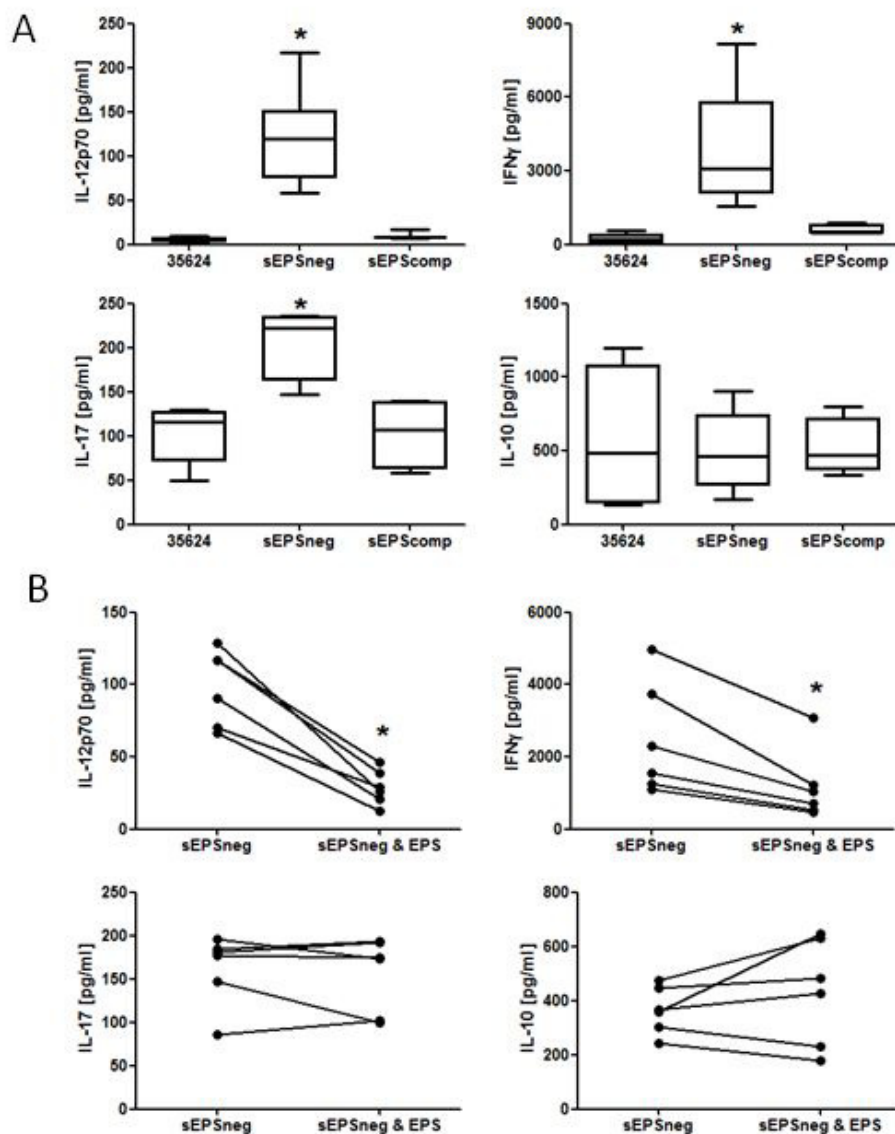 A
IL-12p70 [pg/ml]
250
200
150
100
50
0
*
35624 sEPSneg sEPScomp
IFNγ [pg/ml]
9000
6000
3000
0
*
35624 sEPSneg sEPScomp
IL-17 [pg/ml]
250
200
150
100
50
0
*
35624 sEPSneg sEPScomp
IL-10 [pg/ml]
1500
1000
500
0
35624 sEPSneg sEPScomp
B
IL-12p70 [pg/ml]
150
100
50
0
*
sEPSneg sEPSneg & EPS
IFNγ [pg/ml]
6000
4000
2000
0
*
sEPSneg sEPSneg & EPS
IL-17 [pg/ml]
250
200
150
100
50
0
sEPSneg sEPSneg & EPS
IL-10 [pg/ml]
800
600
400
200
0
sEPSneg sEPSneg & EPS